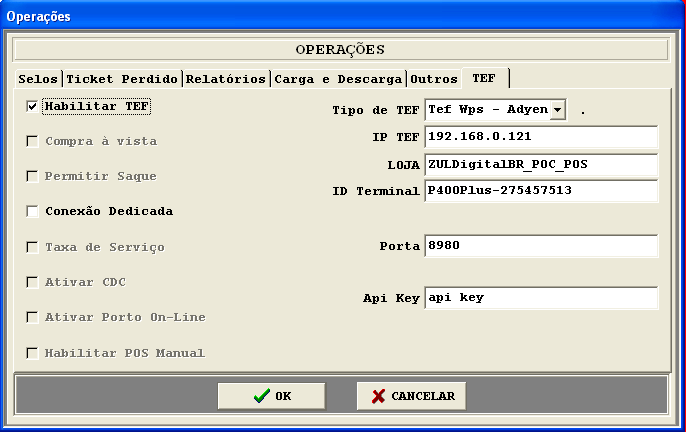 Operações
OPERAÇÕES
Selos Ticket Perdido Relatórios Carga e Descarga Outros TEF
Habilitar TEF
Compra à vista
Permitir Saque
Conexão Dedicada
Taxa de Serviço
Ativar CDC
Ativar Porto On-Line
Habilitar POS Manual
Tipo de TEF Tef Wps - Adyen .
IP TEF 192.168.0.121
LOJA ZULDigitalBR_POC_POS
ID Terminal P400Plus-275457513
Porta 8980
Api Key api key
OK CANCELAR